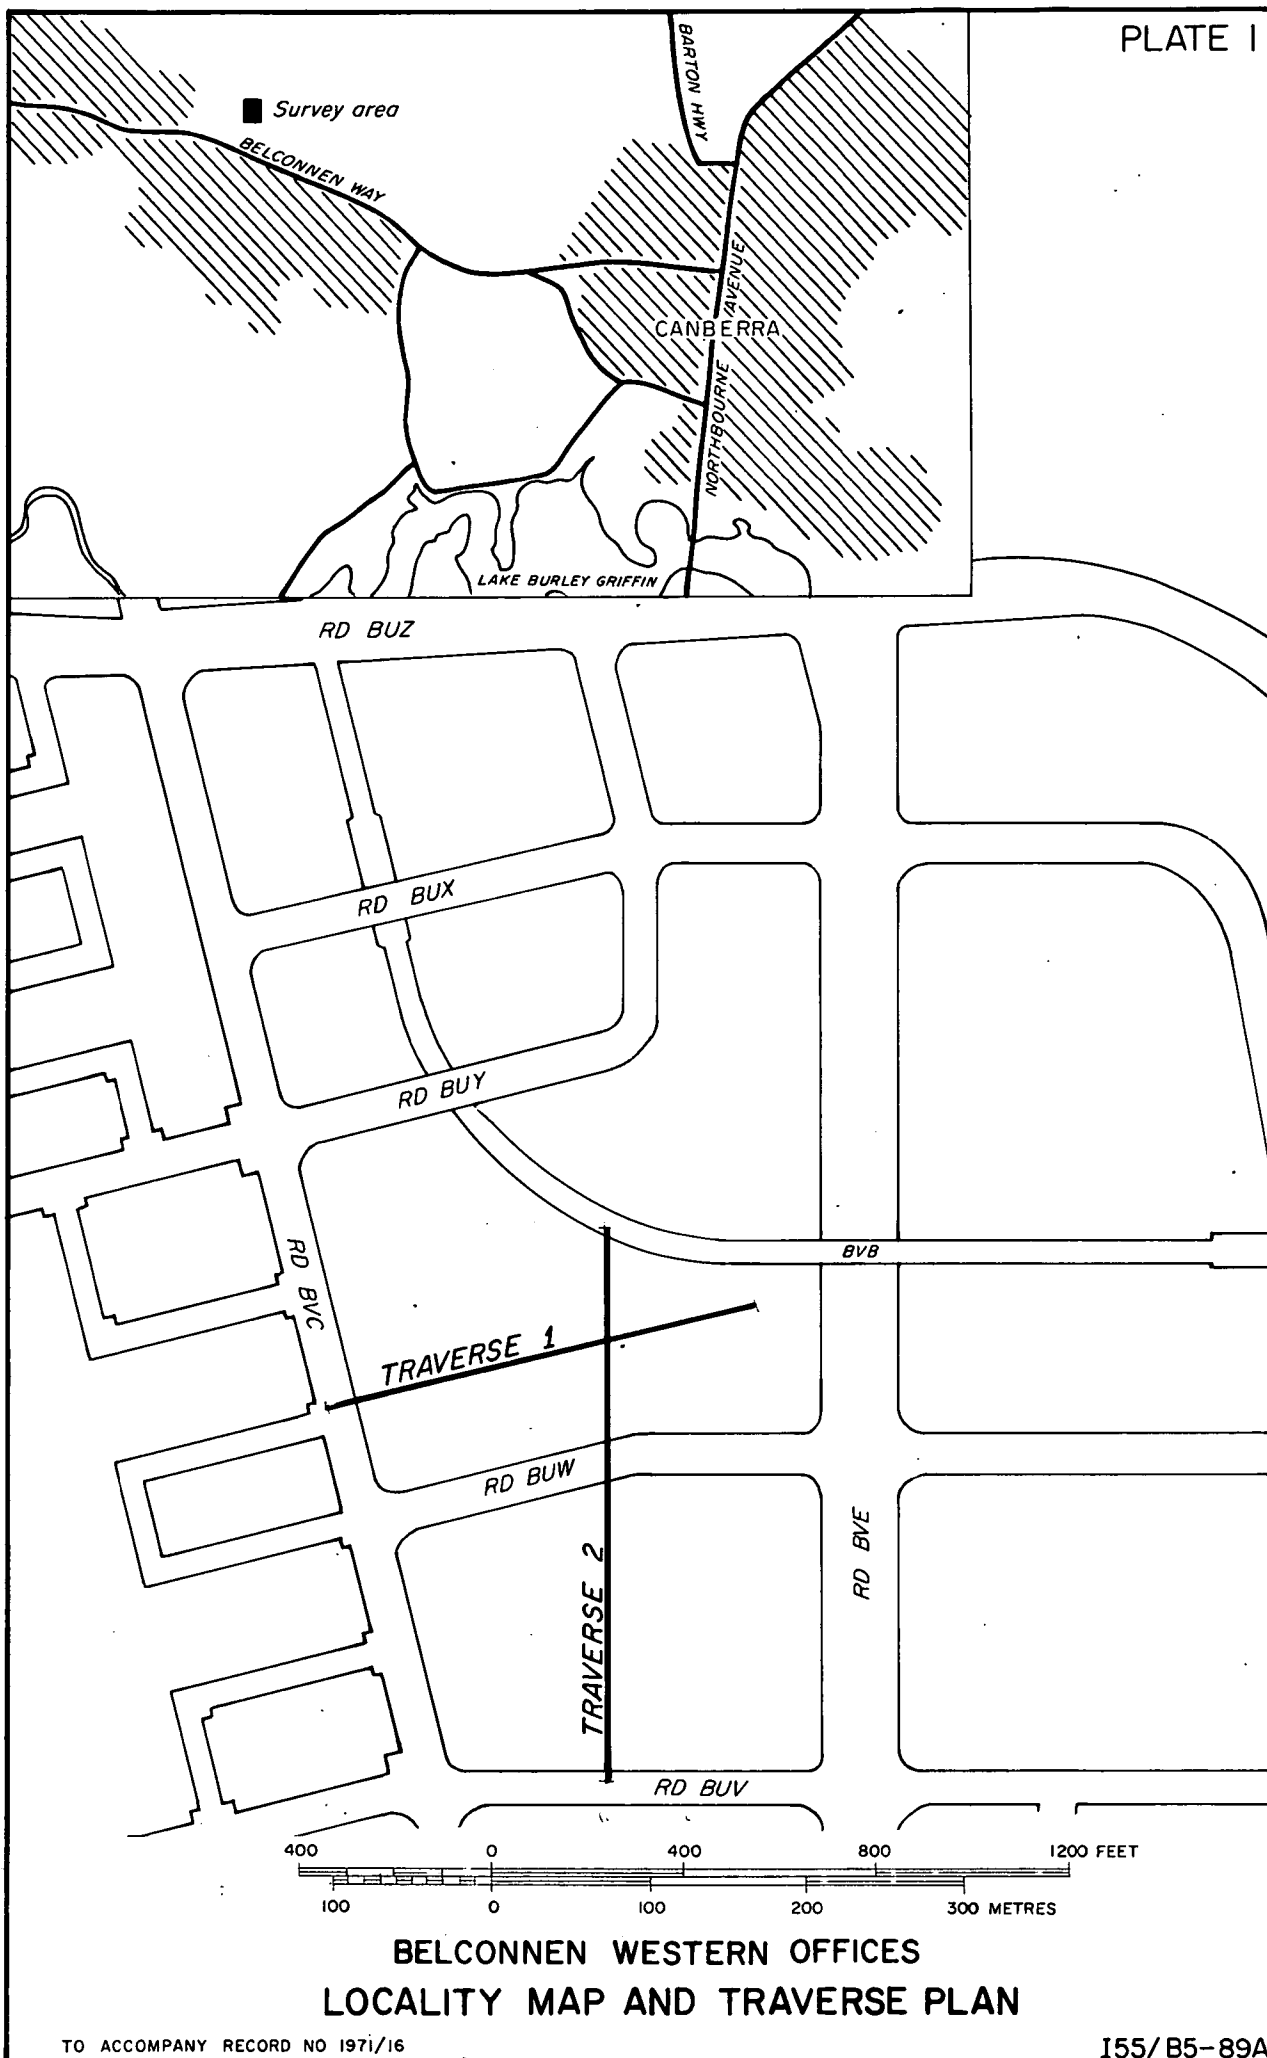 PLATE 1
BARTON HWY
Survey area
BELCONNEN WAY
CANBERRA
NORTHBOURNE AVENUE
LAKE BURLEY GRIFFIN
RD BUZ
RD BUX
RD BUY
RD BVC
BVB
TRAVERSE 1
RD BUW
RD BVE
TRAVERSE 2
RD BUV
400 0 400 800 1200 FEET
100 0 100 200 300 METRES
BELCONNEN WESTERN OFFICES
LOCALITY MAP AND TRAVERSE PLAN
TO ACCOMPANY RECORD NO 1971/16
I55/B5-89A